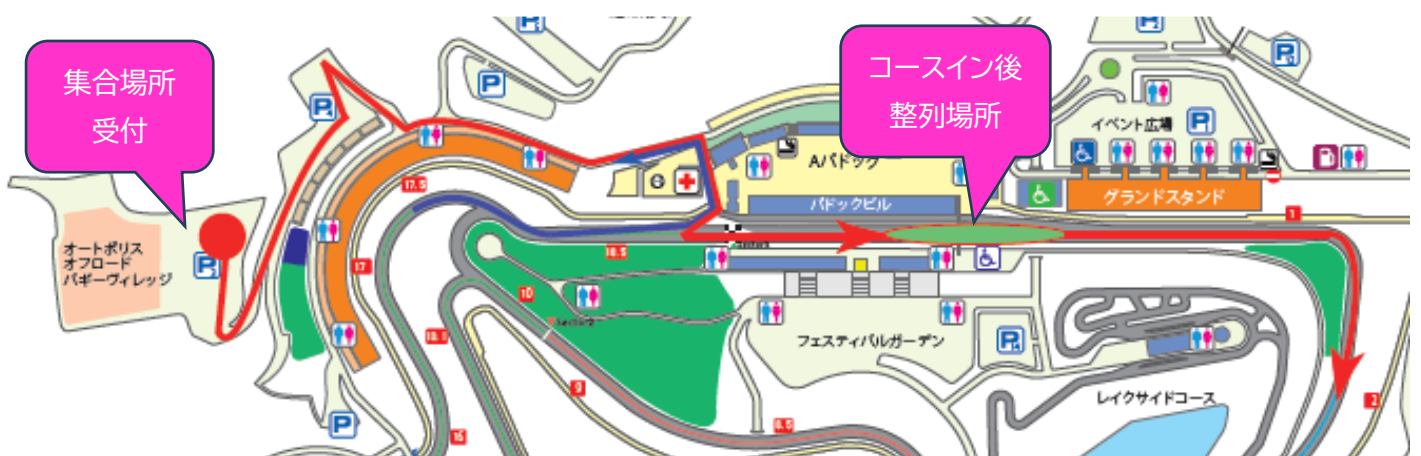 集合場所
受付
コースイン後
整列場所
イベント広場
P
グランドスタンド
Aパドック
パドックビル
オートポリス
オフロード
バギーヴィレッジ
フェスティバルガーデン
レイクサイドコース
P
P
17.5
17
18.5
10
10.1
9
8.5
16
1
2